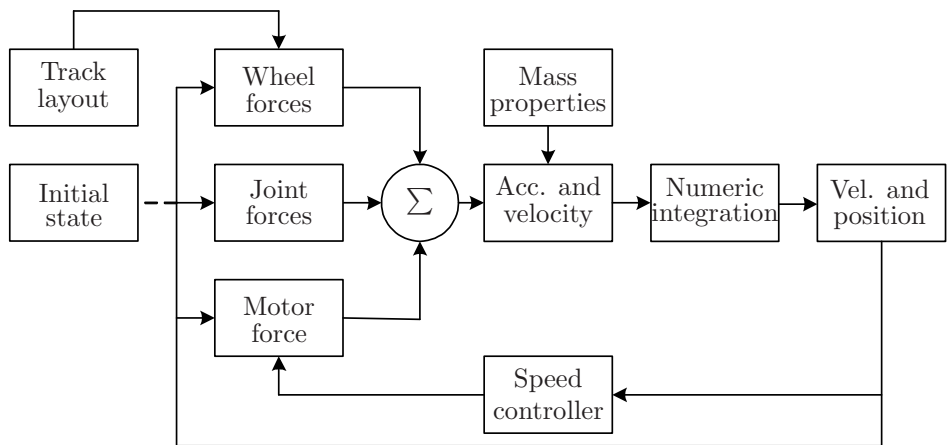 Track
layout
Wheel
forces
Mass
properties
Initial
state
Joint
forces
Σ
Acc. and
velocity
Numeric
integration
Vel. and
position
Motor
force
Speed
controller